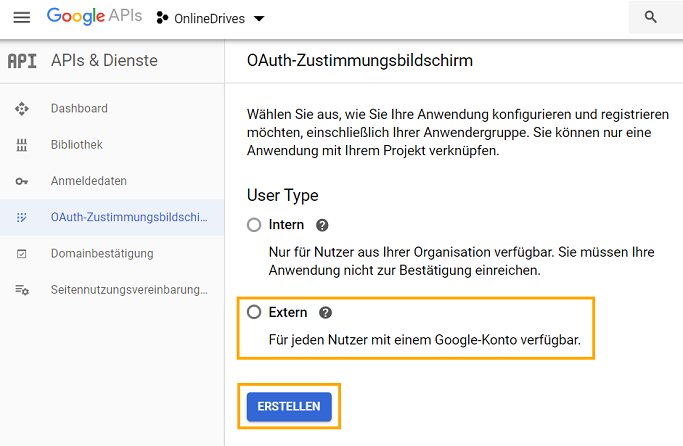 Google APIs
OnlineDrives
API
APIs & Dienste
OAuth-Zustimmungsbildschirm
Dashboard
Bibliothek
Anmeldedaten
OAuth-Zustimmungsbildschi...
Domainbestätigung
Seitennutzungsvereinbarung...
Wählen Sie aus, wie Sie Ihre Anwendung konfigurieren und registrieren
möchten, einschließlich Ihrer Anwendergruppe. Sie können nur eine
Anwendung mit Ihrem Projekt verknüpfen.
User Type
Intern
Nur für Nutzer aus Ihrer Organisation verfügbar. Sie müssen Ihre
Anwendung nicht zur Bestätigung einreichen.
Extern
Für jeden Nutzer mit einem Google-Konto verfügbar.
ERSTELLEN